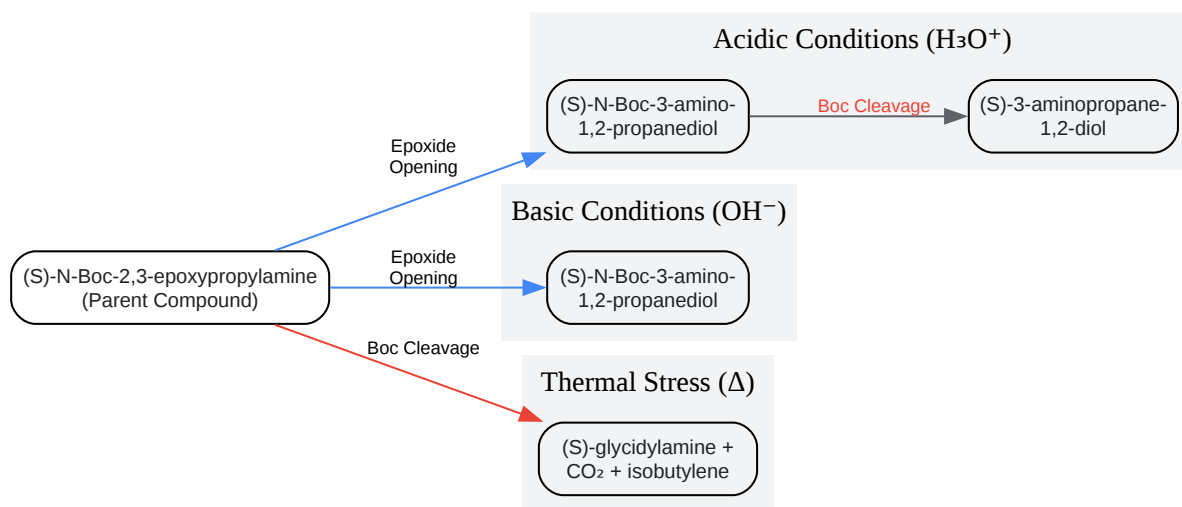 Acidic Conditions (H₃O⁺)
(S)-N-Boc-3-amino-
1,2-propanediol
Boc Cleavage
(S)-3-aminopropane-
1,2-diol
Epoxide
Opening
Basic Conditions (OH⁻)
(S)-N-Boc-2,3-epoxypropylamine
(Parent Compound)
Epoxide
Opening
(S)-N-Boc-3-amino-
1,2-propanediol
Boc Cleavage
Thermal Stress (Δ)
(S)-glycidylamine +
CO₂ + isobutylene